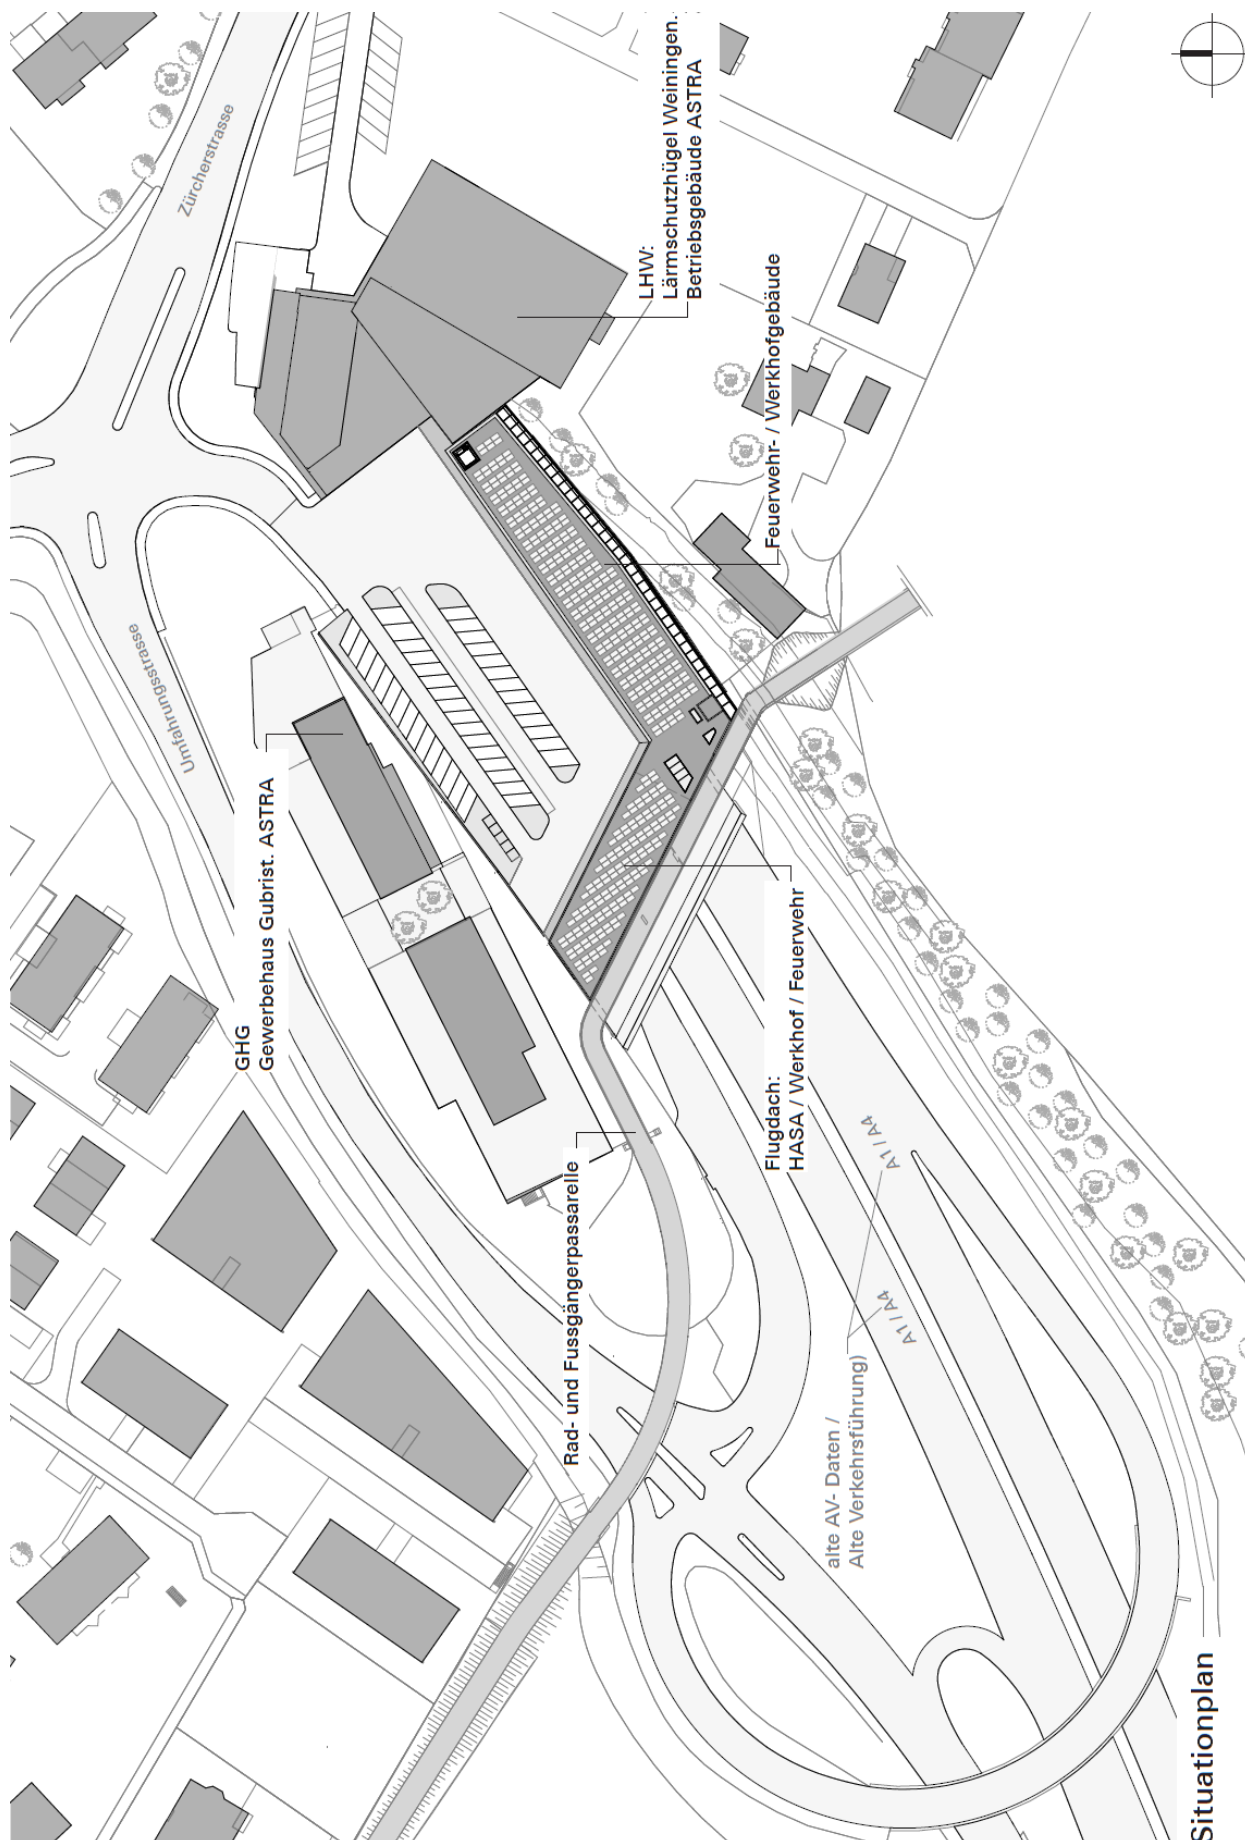 Situationplan
Zürcherstrasse
Umfahrungsstrasse
LHW:
Lärmschutzhügel Weiningen.
Betriebsgebäude ASTRA
Feuerwehr- / Werkhofgebäude
GHG
Gewerbehaus Gubrist. ASTRA
Flugdach:
HASA / Werkhof / Feuerwehr
Rad- und Fussgängerpassarelle
A1 / A4
A1 / A4
alte AV- Daten /
Alte Verkehrsführung)